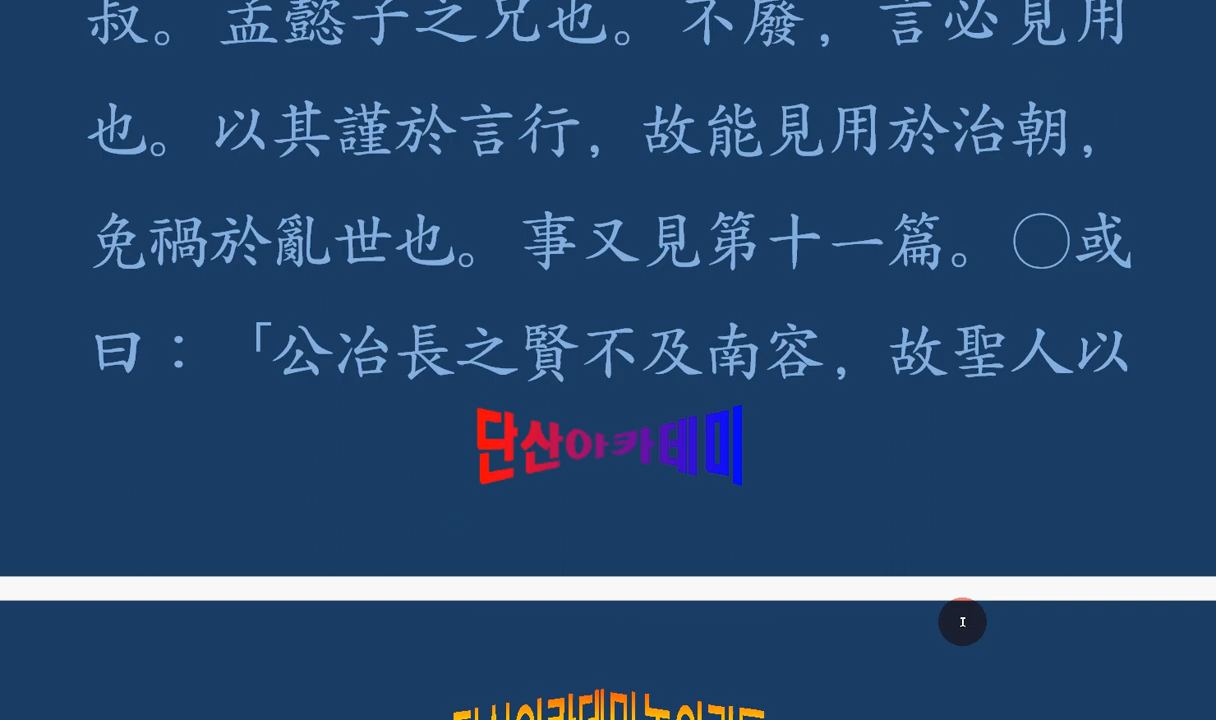 叔。孟懿子之兄也。不廢，言必見用
也。以其謹於言行，故能見用於治朝，
免禍於亂世也。事又見第十一篇。○或
曰：「公冶長之賢不及南容，故聖人以
단산아카데미